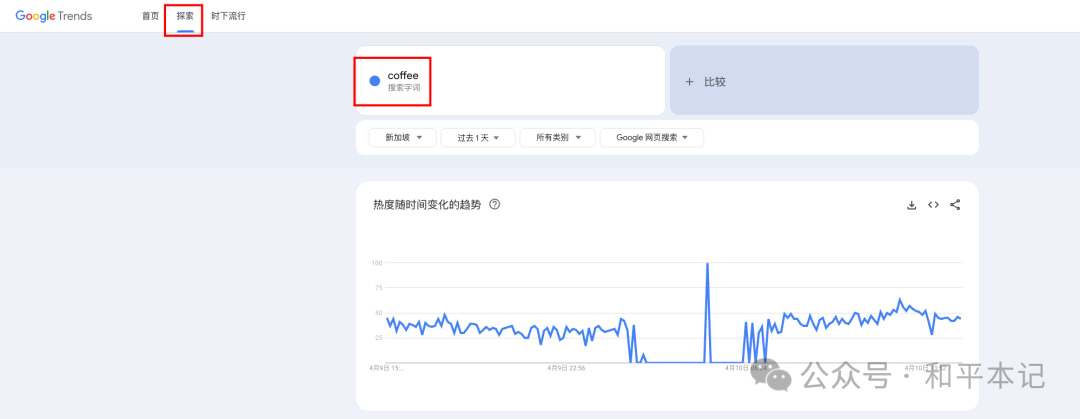 Google Trends
首页 探索 时下流行
coffee
搜索字词
+ 比较
新加坡
过去 1 天
所有类别
Google 网页搜索
热度随时间变化的趋势
100
75
50
25
4月9日 15:...
4月9日 22:56
4月10日
4月10日
公众号 · 和平本记